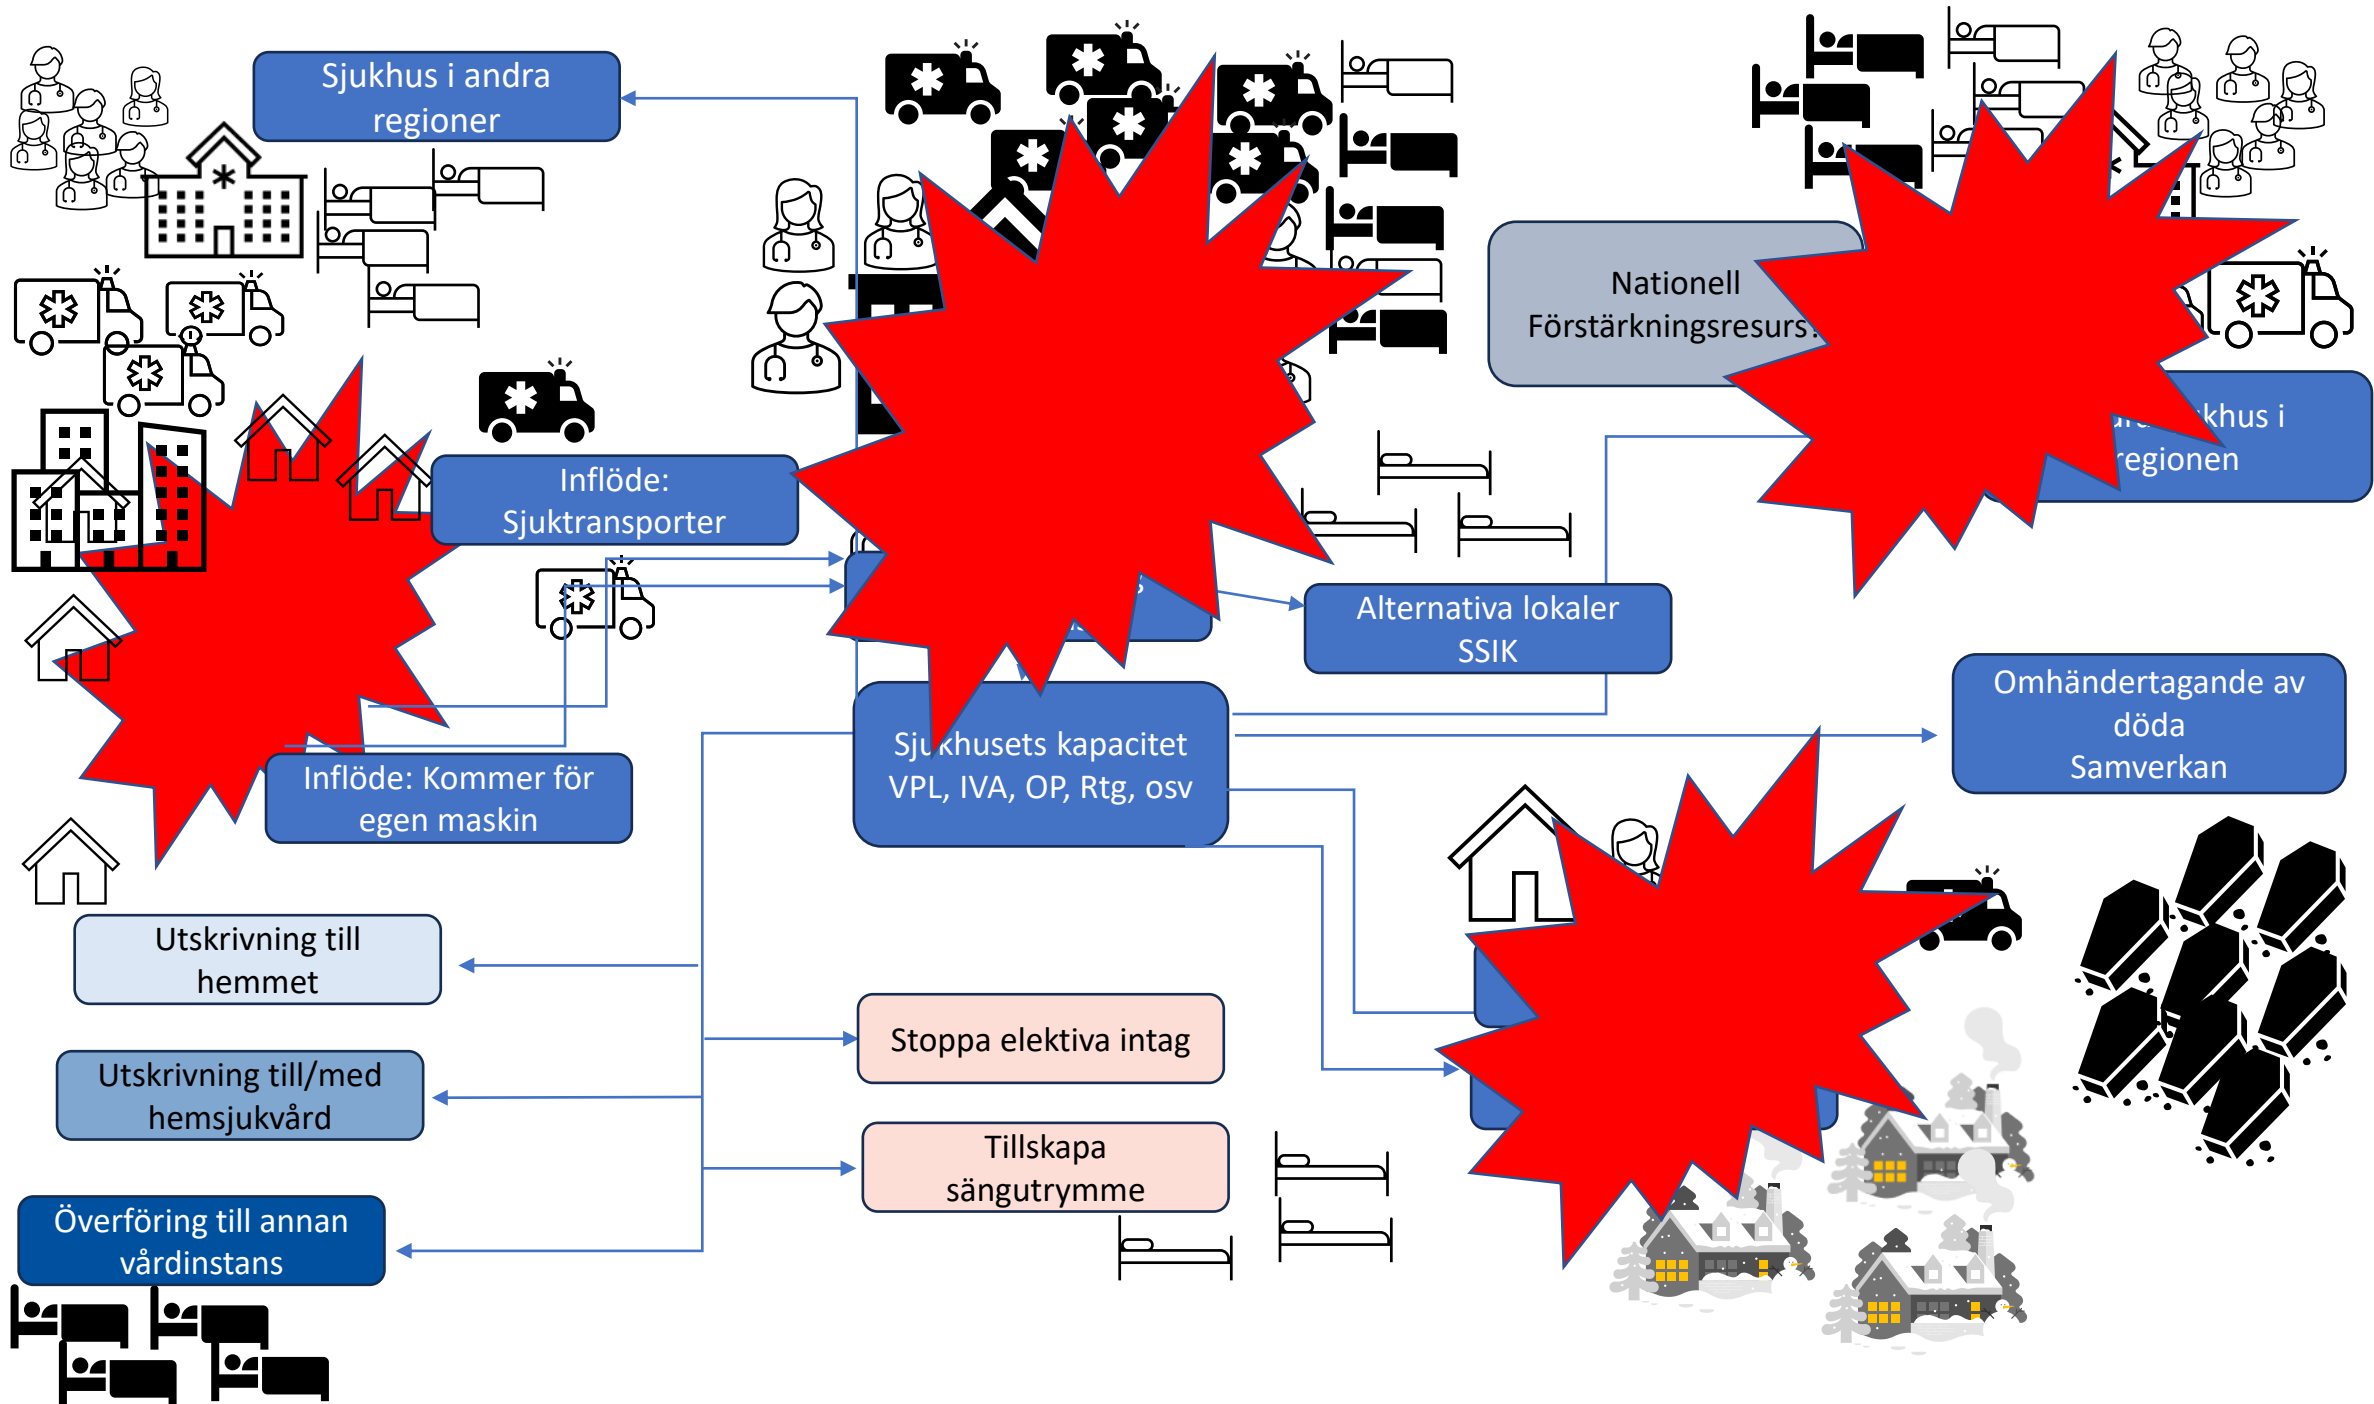 Sjukhus i andra
regioner
Nationell
Förstärkningsresurs?
regionen
Inflöde:
Sjuktransporter
Alternativa lokaler
SSIK
Omhändertagande av
döda
Samverkan
Sjukhusets kapacitet
VPL, IVA, OP, Rtg, osv
Inflöde: Kommer för
egen maskin
Utskrivning till
hemmet
Stoppa elektiva intag
Utskrivning till/med
hemsjukvård
Tillskapa
sängutrymme
Överföring till annan
vårdinstans